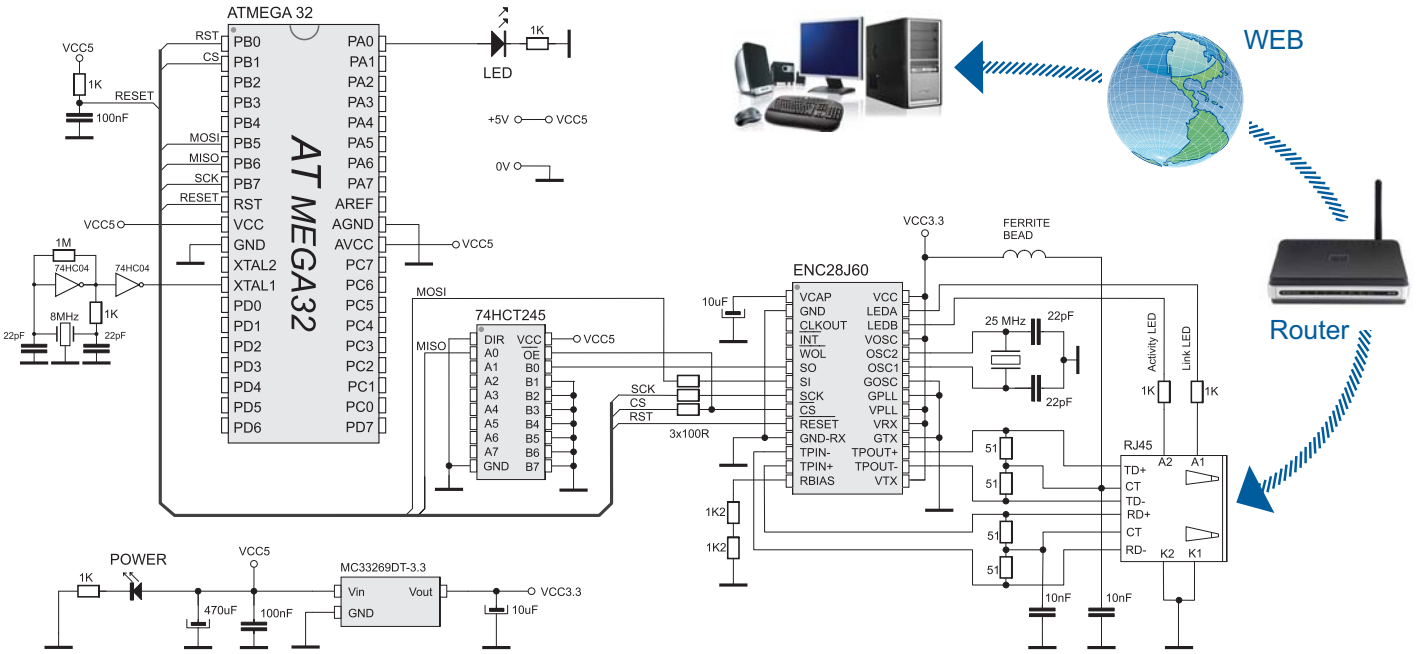 ATMEGA 32
RST PB0 PA0
CS PB1 PA1
PB2 PA2
PB3 PA3
PB4 PA4
MOSI PB5 PA5
MISO PB6 PA6
SCK PB7 PA7
RESET RST AREF
VCC5 VCC AGND
GND AVCC VCC5
XTAL2 PC7
XTAL1 PC6
PD0 PC5
PD1 PC4
PD2 PC3
PD3 PC2
PD4 PC1
PD5 PC0
PD6 PD7
AT MEGA32
VCC5
1K
RESET
100nF
1M
74HC04 74HC04
1K
8MHz
22pF 22pF
1K
LED
+5V VCC5
0V
WEB
Router
MOSI
MISO
74HCT245
DIR VCC VCC5
A0 OE
A1 B0
A2 B1
A3 B2
A4 B3
A5 B4
A6 B5
A7 B6
GND B7
SCK
CS
RST
3x100R
VCC3.3
FERRITE
BEAD
ENC28J60
10uF
VCAP VCC
GND LEDA
CLKOUT LEDB
INT VOSC
WOL OSC2
SO OSC1
SI GOSC
SCK GPLL
CS VPLL
RESET VRX
GND-RX GTX
TPIN- TPOUT+
TPIN+ TPOUT-
RBIAS VTX
25 MHz
22pF
22pF
1K2
1K2
51
51
51
51
Activity LED
Link LED
1K 1K
RJ45
A2 A1
TD+
CT
TD-
RD+
CT
RD-
K2 K1
10nF 10nF
POWER
1K
VCC5
470uF
100nF
MC33269DT-3.3
Vin Vout
GND
VCC3.3
10uF